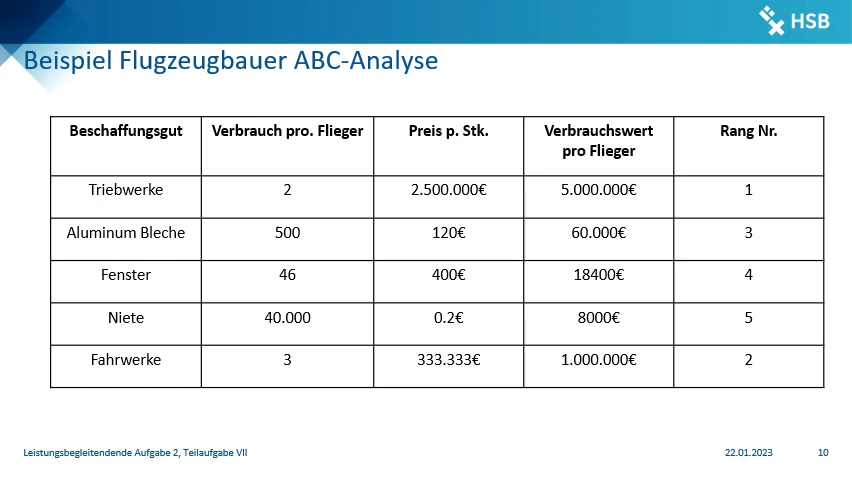 HSB
Beispiel Flugzeugbauer ABC-Analyse
Beschaffungsgut Verbrauch pro. Flieger Preis p. Stk. Verbrauchswert pro Flieger Rang Nr.
Triebwerke 2 2.500.000€ 5.000.000€ 1
Aluminum Bleche 500 120€ 60.000€ 3
Fenster 46 400€ 18400€ 4
Niete 40.000 0.2€ 8000€ 5
Fahrwerke 3 333.333€ 1.000.000€ 2
Leistungsbegleitendende Aufgabe 2, Teilaufgabe VII 22.01.2023 10